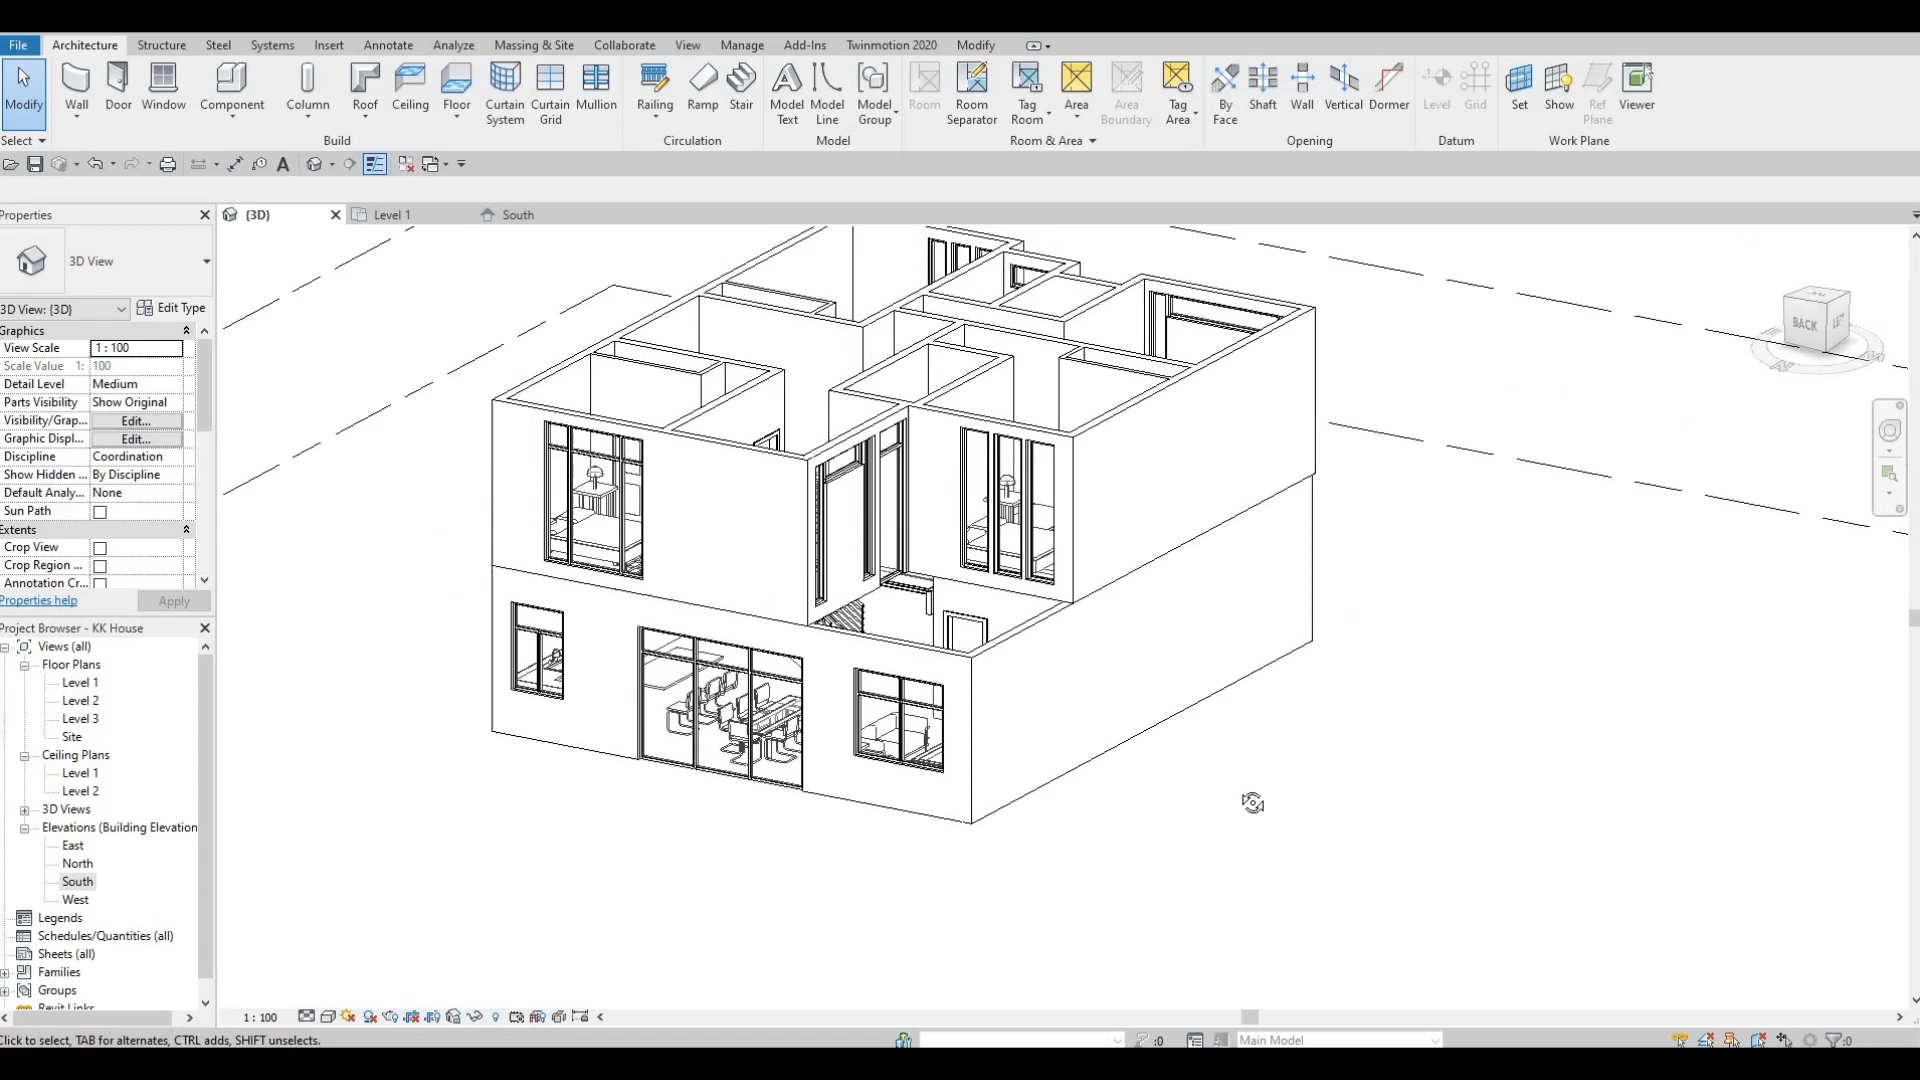 File Architecture Structure Steel Systems Insert Annotate Analyze Massing & Site Collaborate View Manage Add-Ins Twinmotion 2020 Modify
Modify Wall Door Window Component Column Roof Ceiling Floor Curtain System Curtain Grid Mullion Railing Ramp Stair Model Text Model Line Model Group Room Room Separator Tag Room Area Area Boundary Tag Area By Face Shaft Wall Vertical Dormer Level Grid Set Show Ref Plane Viewer
Select Build Circulation Model Room & Area Opening Datum Work Plane
Properties
{3D} Level 1 South
3D View
3D View: {3D} Edit Type
Graphics
View Scale 1 : 100
Scale Value 1: 100
Detail Level Medium
Parts Visibility Show Original
Visibility/Grap... Edit...
Graphic Displ... Edit...
Discipline Coordination
Show Hidden ... By Discipline
Default Analy... None
Sun Path
Extents
Crop View
Crop Region ...
Annotation Cr...
Properties help Apply
Project Browser - KK House
Views (all)
Floor Plans
Level 1
Level 2
Level 3
Site
Ceiling Plans
Level 1
Level 2
3D Views
Elevations (Building Elevation
East
North
South
West
Legends
Schedules/Quantities (all)
Sheets (all)
Families
Groups
Revit Links
BACK
1 : 100
Click to select, TAB for alternates, CTRL adds, SHIFT unselects.
:0
Main Model
:0